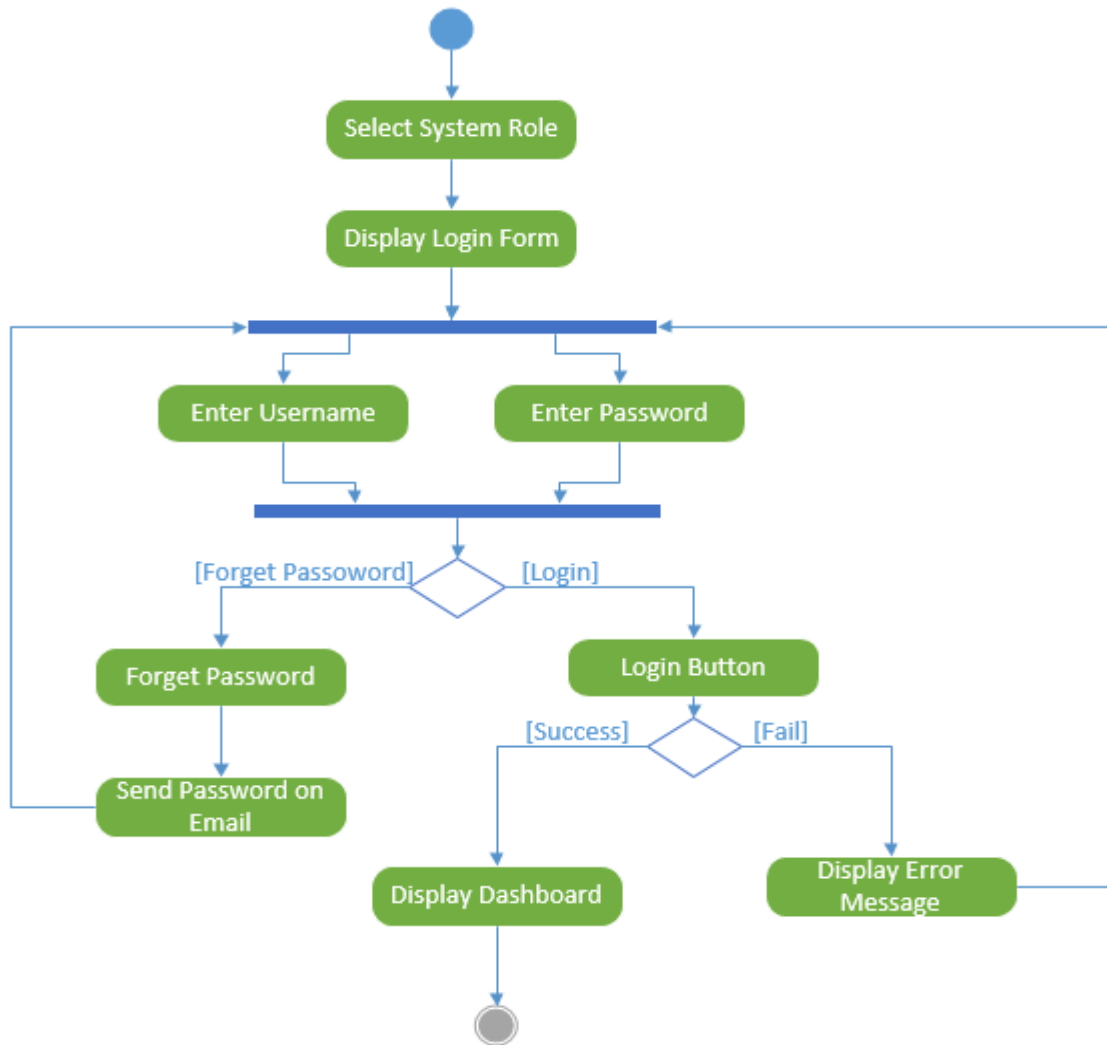 Select System Role
Display Login Form
Enter Username
Enter Password
[Forget Passoword]
[Login]
Forget Password
Login Button
[Success]
[Fail]
Send Password on
Email
Display Dashboard
Display Error
Message